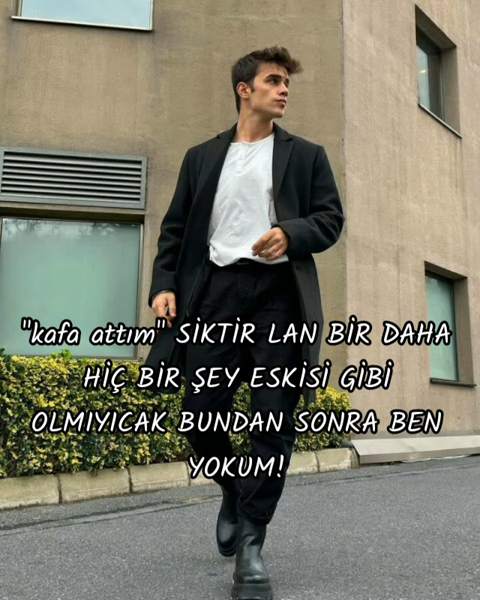 "kafa attım" SİKTİR LAN BİR DAHA
HİÇ BİR ŞEY ESKİSİ GİBİ
OLMIYICAK BUNDAN SONRA BEN
YOKUM!